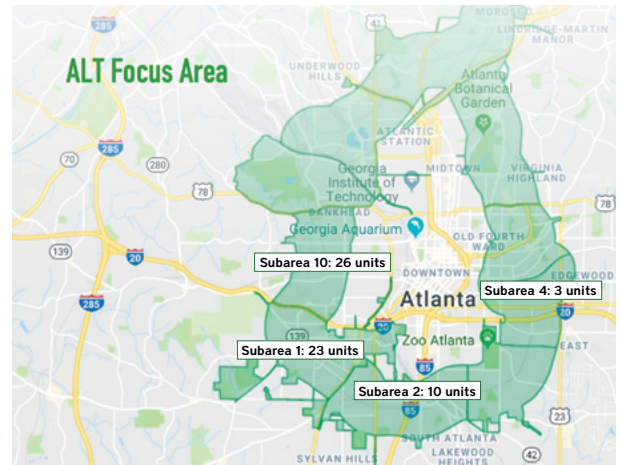 MOROSGO
LINDRIDGE-MARTIN
MANOR
285
41
ALT Focus Area
UNDERWOOD
HILLS
Atlanta
Botanical
Garden
ATLANTIC
STATION
285
70
280
Georgia
Institute of
Technology
MIDTOWN
VIRGINIA
HIGHLAND
78
78
BANKHEAD
Georgia Aquarium
OLD FOURTH
WARD
139
20
Subarea 10: 26 units
DOWNTOWN
EDGEWOOD
Subarea 4: 3 units
285
Atlanta
20
20
139
Zoo Atlanta
Subarea 1: 23 units
EAST
85
Subarea 2: 10 units
85
23
SOUTH ATLANTA
LAKEWOOD
HEIGHTS
SYLVAN HILLS
42